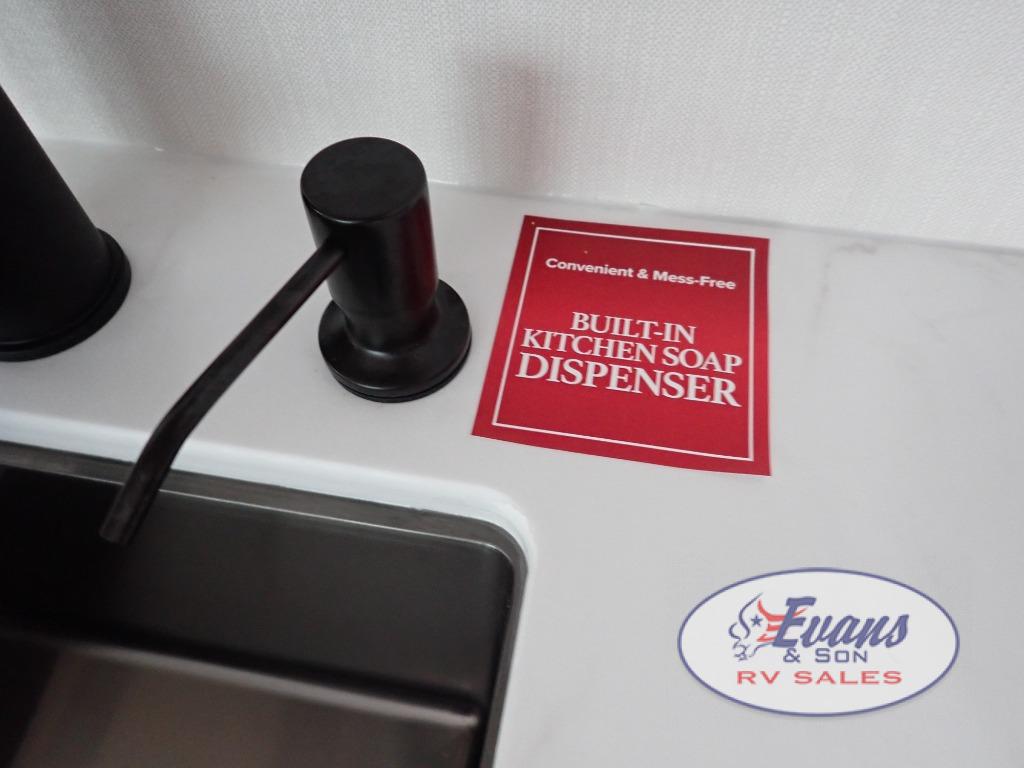 Convenient & Mess-Free
BUILT-IN
KITCHEN SOAP
DISPENSER
Evans
& SON
RV SALES